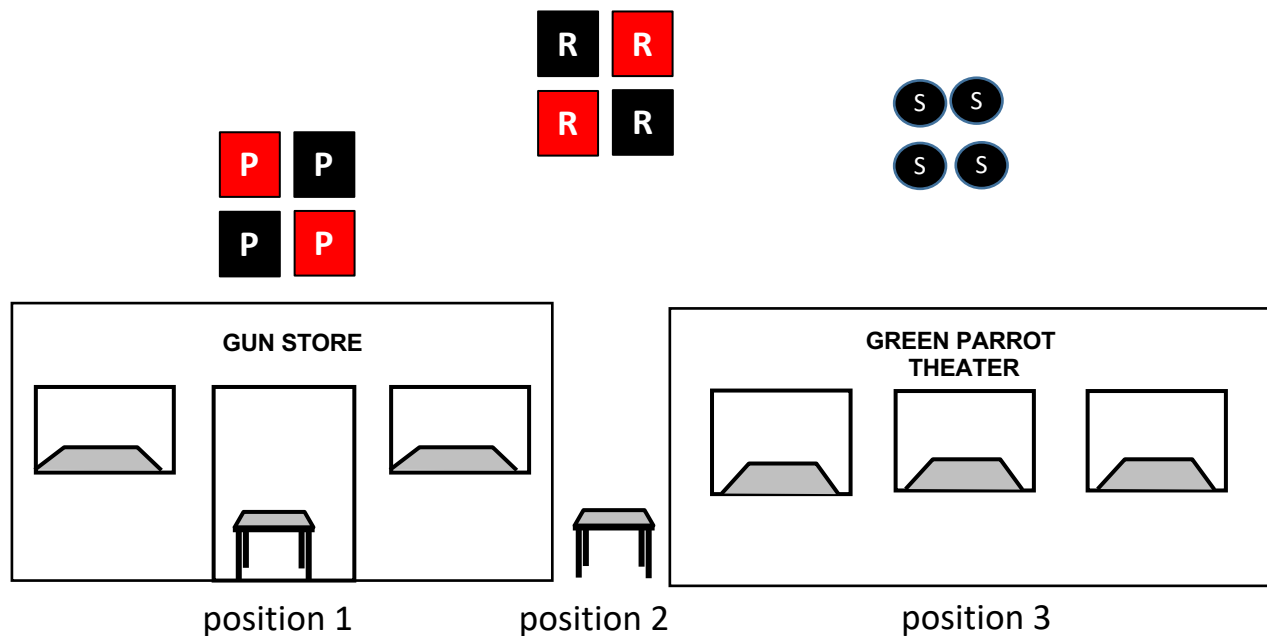 R R
R R
S S
S S
P P
P P
GUN STORE
GREEN PARROT
THEATER
position 1
position 2
position 3